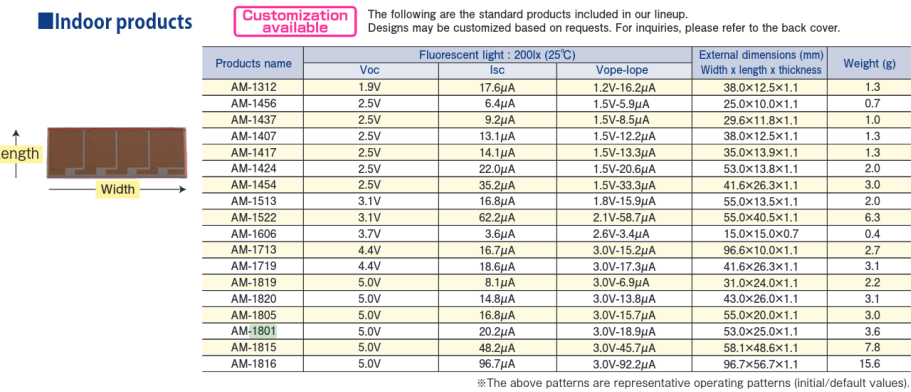 ■Indoor products
Customization available
The following are the standard products included in our lineup.
Designs may be customized based on requests. For inquiries, please refer to the back cover.
Products name Fluorescent light : 200lx (25℃) External dimensions (mm) Weight (g)
Voc Isc Vope-Iope Width x length x thickness
AM-1312 1.9V 17.6μA 1.2V-16.2μA 38.0×12.5×1.1 1.3
AM-1456 2.5V 6.4μA 1.5V-5.9μA 25.0×10.0×1.1 0.7
AM-1437 2.5V 9.2μA 1.5V-8.5μA 29.6×11.8×1.1 1.0
AM-1407 2.5V 13.1μA 1.5V-12.2μA 38.0×12.5×1.1 1.3
AM-1417 2.5V 14.1μA 1.5V-13.3μA 35.0×13.9×1.1 1.3
AM-1424 2.5V 22.0μA 1.5V-20.6μA 53.0×13.8×1.1 2.0
AM-1454 2.5V 35.2μA 1.5V-33.3μA 41.6×26.3×1.1 3.0
AM-1513 3.1V 16.8μA 1.8V-15.9μA 55.0×13.5×1.1 2.0
AM-1522 3.1V 62.2μA 2.1V-58.7μA 55.0×40.5×1.1 6.3
AM-1606 3.7V 3.6μA 2.6V-3.4μA 15.0×15.0×0.7 0.4
AM-1713 4.4V 16.7μA 3.0V-15.2μA 96.6×10.0×1.1 2.7
AM-1719 4.4V 18.6μA 3.0V-17.3μA 41.6×26.3×1.1 3.1
AM-1819 5.0V 8.1μA 3.0V-6.9μA 31.0×24.0×1.1 2.2
AM-1820 5.0V 14.8μA 3.0V-13.8μA 43.0×26.0×1.1 3.1
AM-1805 5.0V 16.8μA 3.0V-15.7μA 55.0×20.0×1.1 3.0
AM-1801 5.0V 20.2μA 3.0V-18.9μA 53.0×25.0×1.1 3.6
AM-1815 5.0V 48.2μA 3.0V-45.7μA 58.1×48.6×1.1 7.8
AM-1816 5.0V 96.7μA 3.0V-92.2μA 96.7×56.7×1.1 15.6
ength
Width
※The above patterns are representative operating patterns (initial/default values).